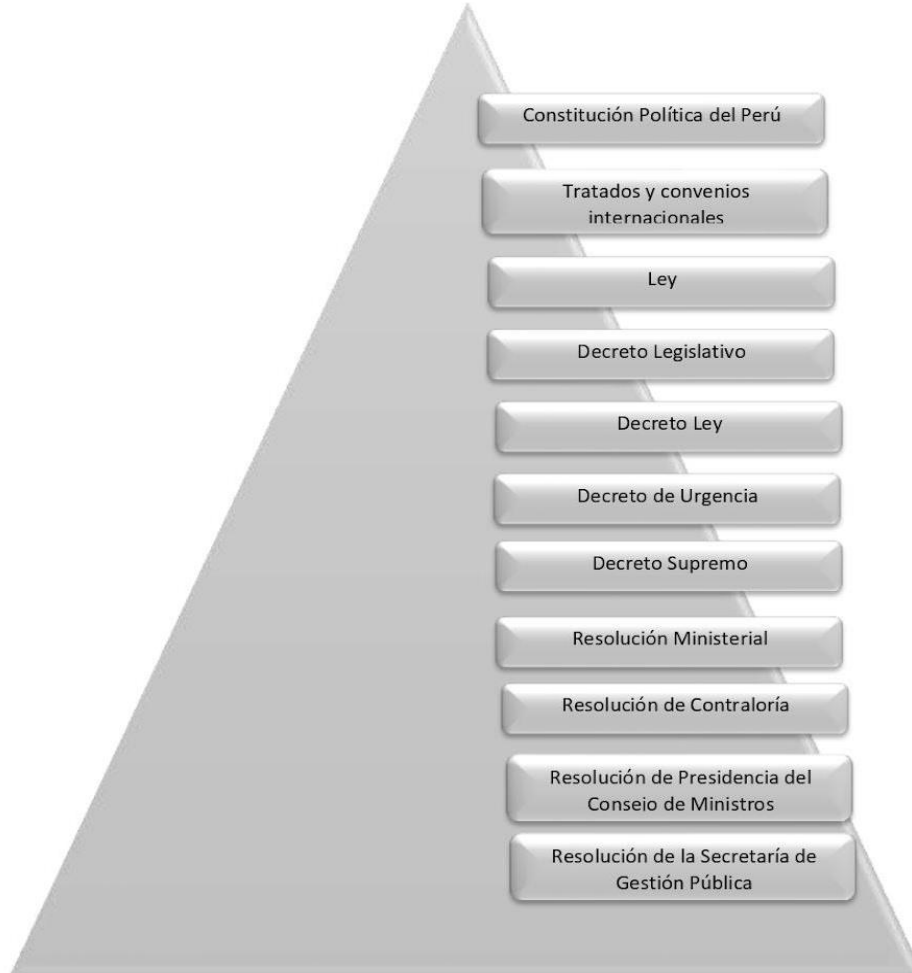 Constitución Política del Perú
Tratados y convenios
internacionales
Ley
Decreto Legislativo
Decreto Ley
Decreto de Urgencia
Decreto Supremo
Resolución Ministerial
Resolución de Contraloría
Resolución de Presidencia del
Consejo de Ministros
Resolución de la Secretaría de
Gestión Pública